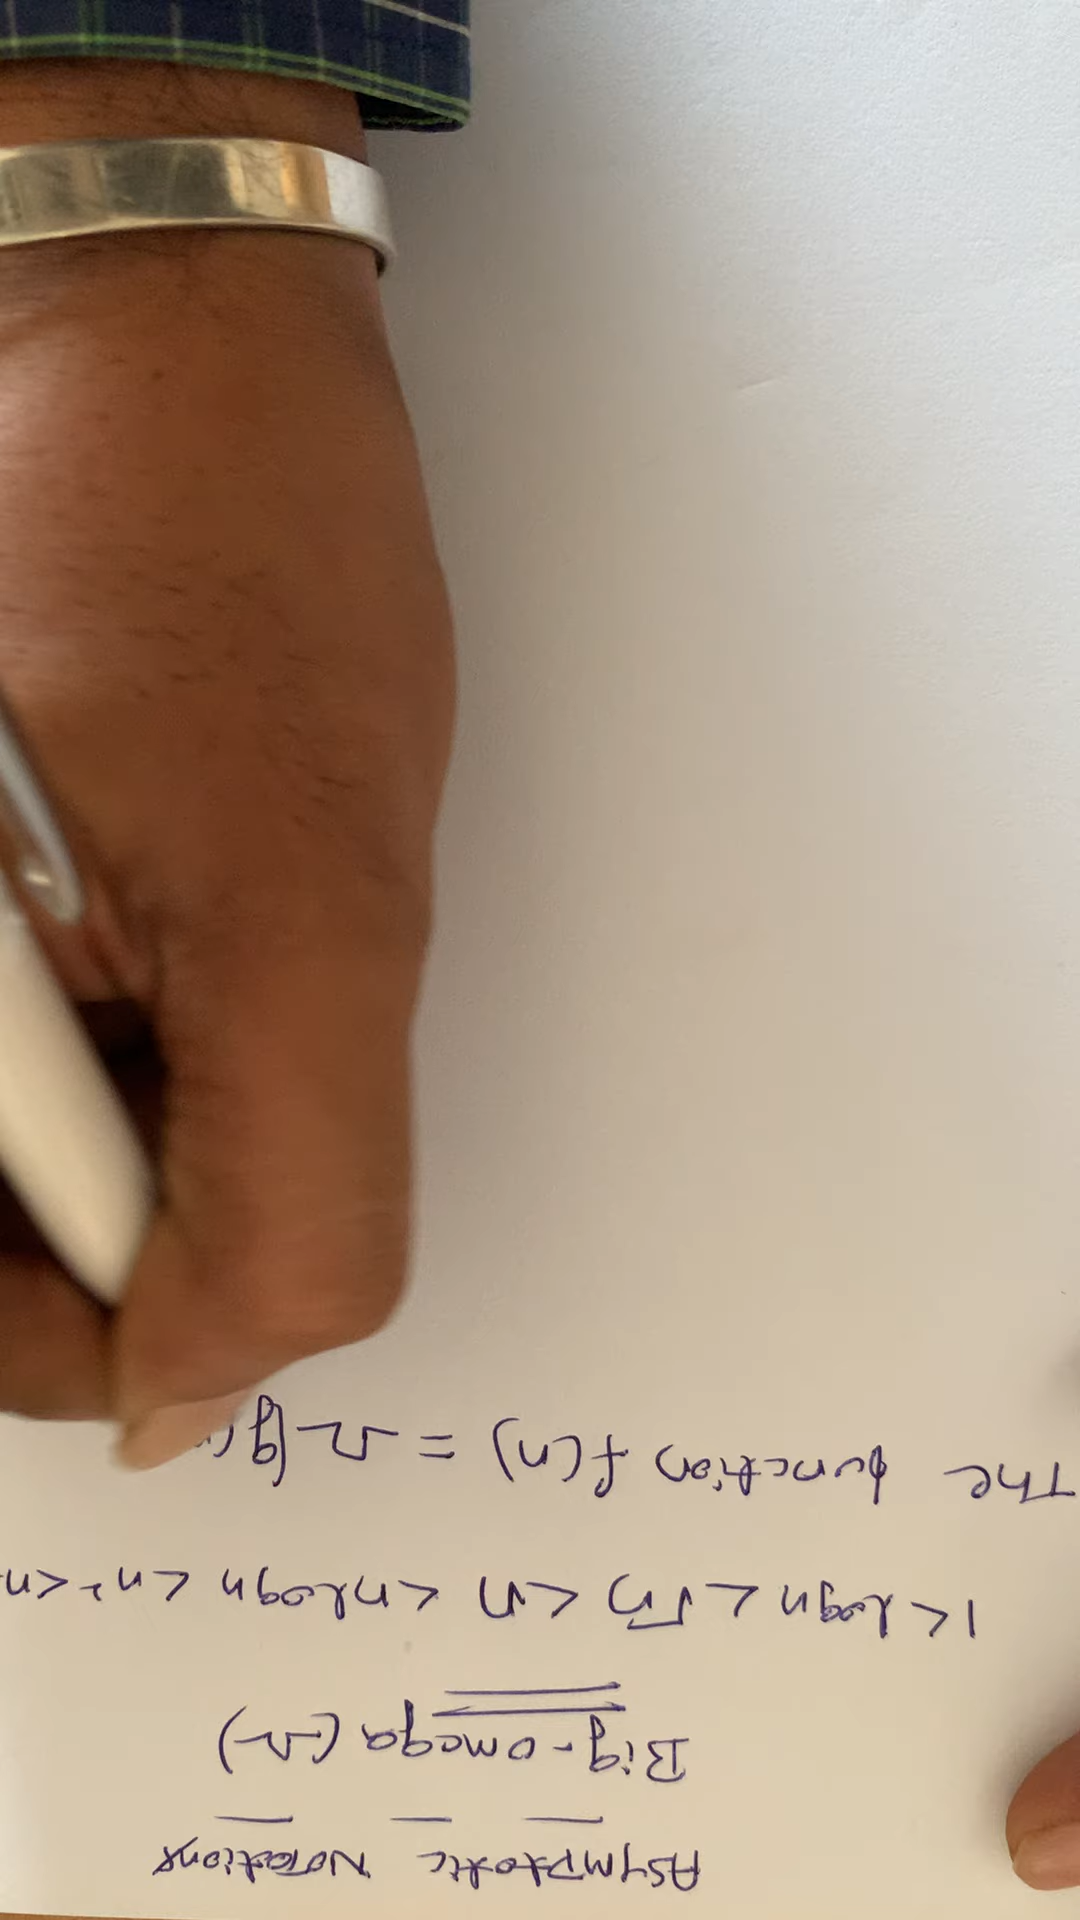 Asymptotic Notations
Big-omega (Ω)
1 < logn < √n < n < nlogn < n² < n
The function f(n) = Ω(g(